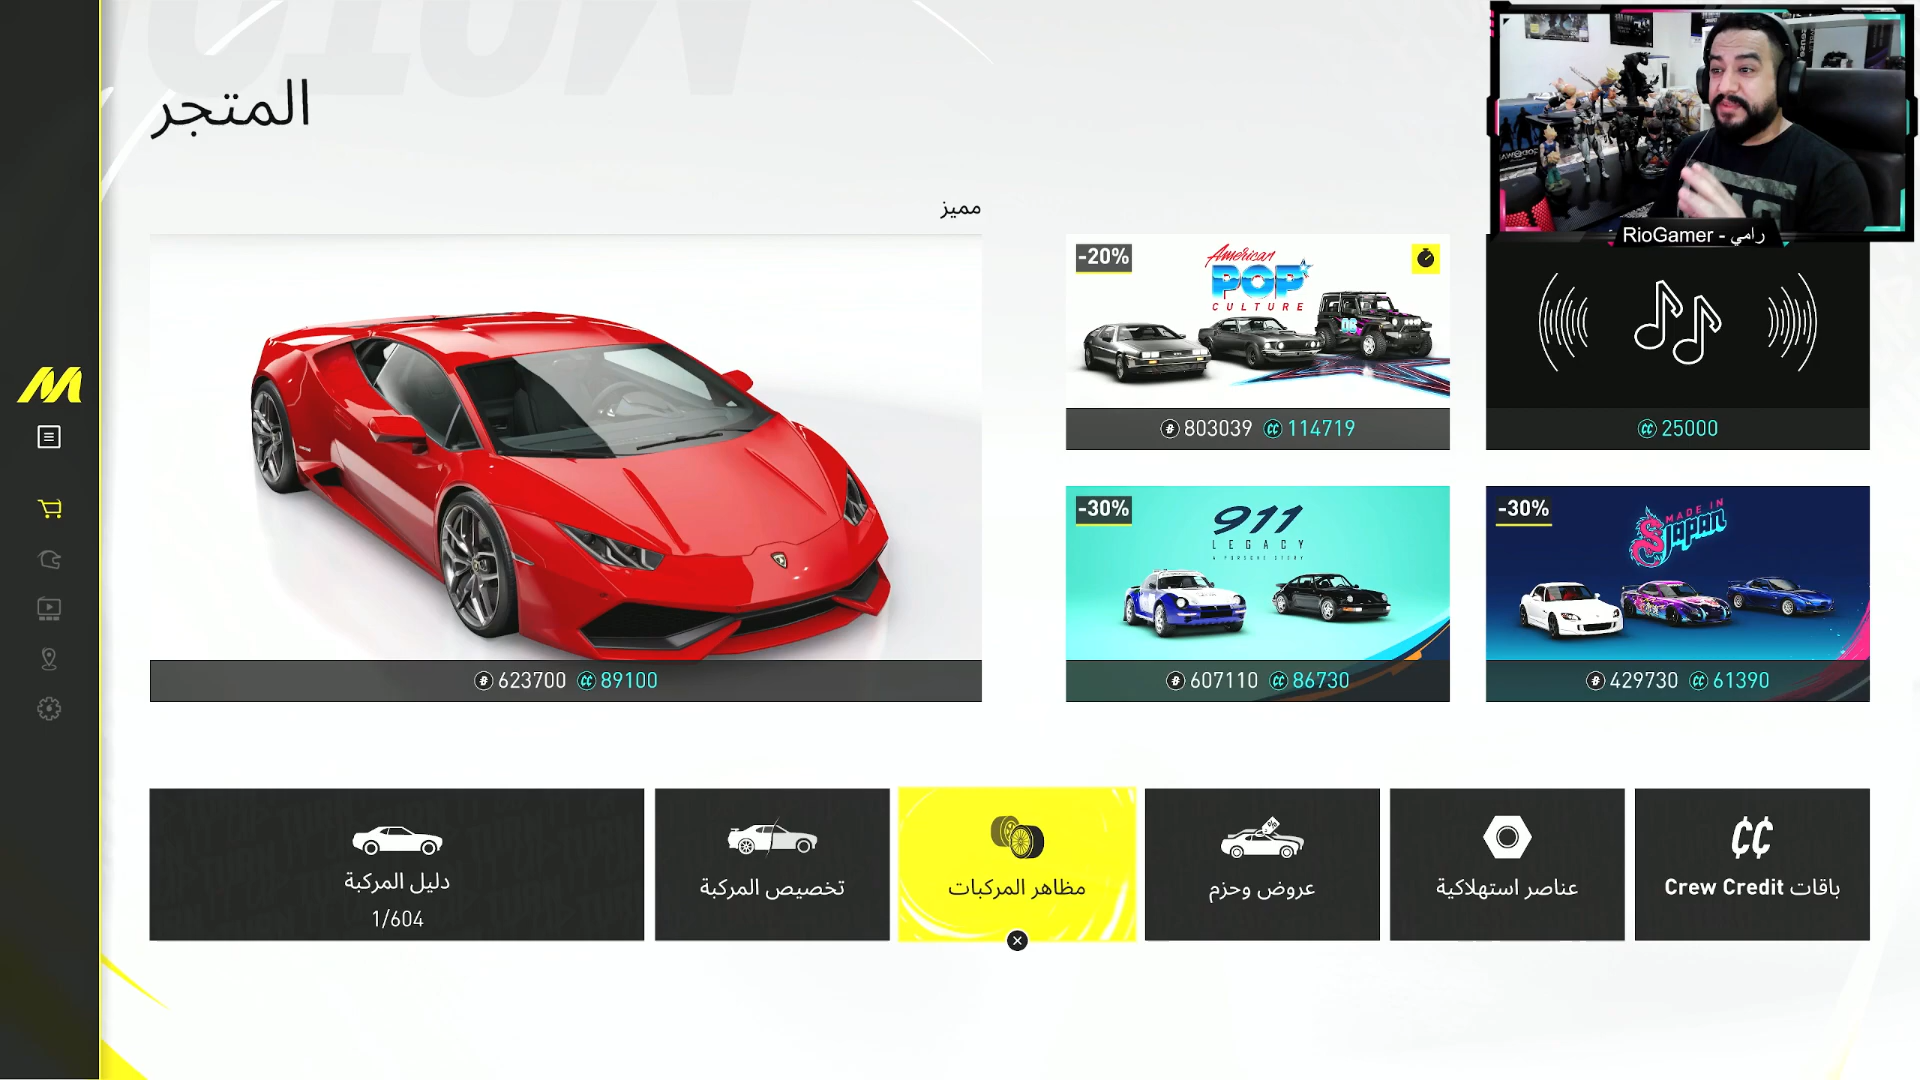 المتجر
مميز
623700 89100
-20%
American
POP
CULTURE
803039 114719
RioGamer - رامي
25000
-30%
911
LEGACY
A PORSCHE STORY
607110 86730
-30%
MADE IN
JAPAN
429730 61390
دليل المركبة
1/604
تخصيص المركبة
مظاهر المركبات
عروض وحزم
عناصر استهلاكية
باقات Crew Credit